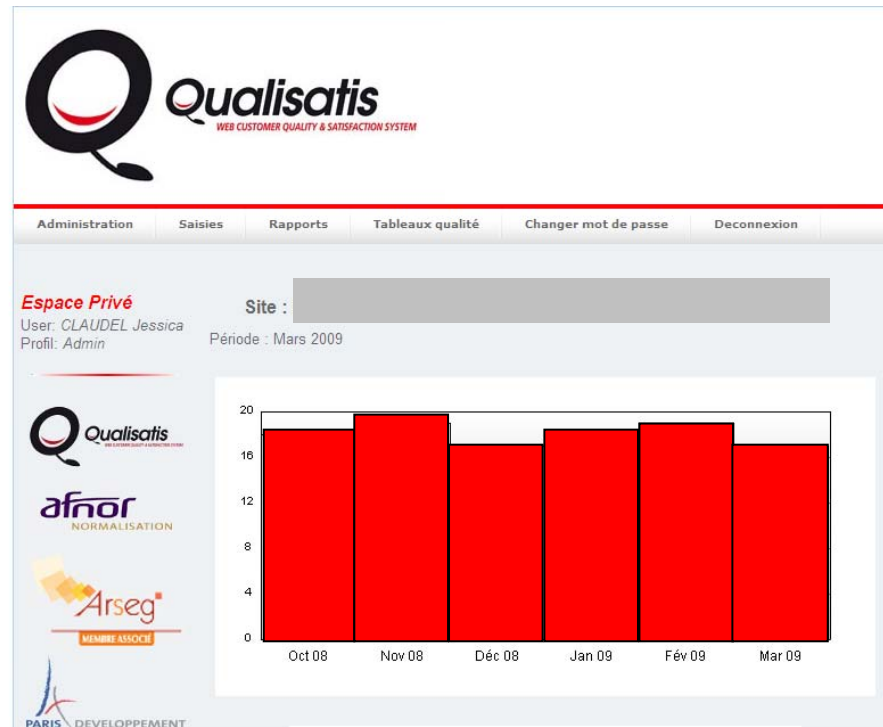 Qualisatis
WEB CUSTOMER QUALITY & SATISFACTION SYSTEM
Administration Saisies Rapports Tableaux qualité Changer mot de passe Deconnexion
Espace Privé
User: CLAUDEL Jessica
Profil: Admin
Site :
Période : Mars 2009
20
16
12
8
4
0
Oct 08 Nov 08 Déc 08 Jan 09 Fév 09 Mar 09
Qualisatis
afnor
NORMALISATION
Arseg
MEMBRE ASSOCIÉ
PARIS DEVELOPPEMENT